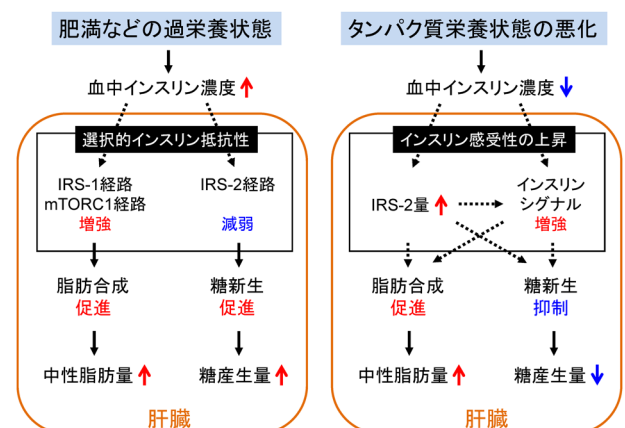 肥満などの過栄養状態
血中インスリン濃度
選択的インスリン抵抗性
IRS-1経路
mTORC1経路
増強
IRS-2経路
減弱
脂肪合成
促進
糖新生
促進
中性脂肪量
糖産生量
肝臓
タンパク質栄養状態の悪化
血中インスリン濃度
インスリン感受性の上昇
IRS-2量
インスリン
シグナル
増強
脂肪合成
促進
糖新生
抑制
中性脂肪量
糖産生量
肝臓